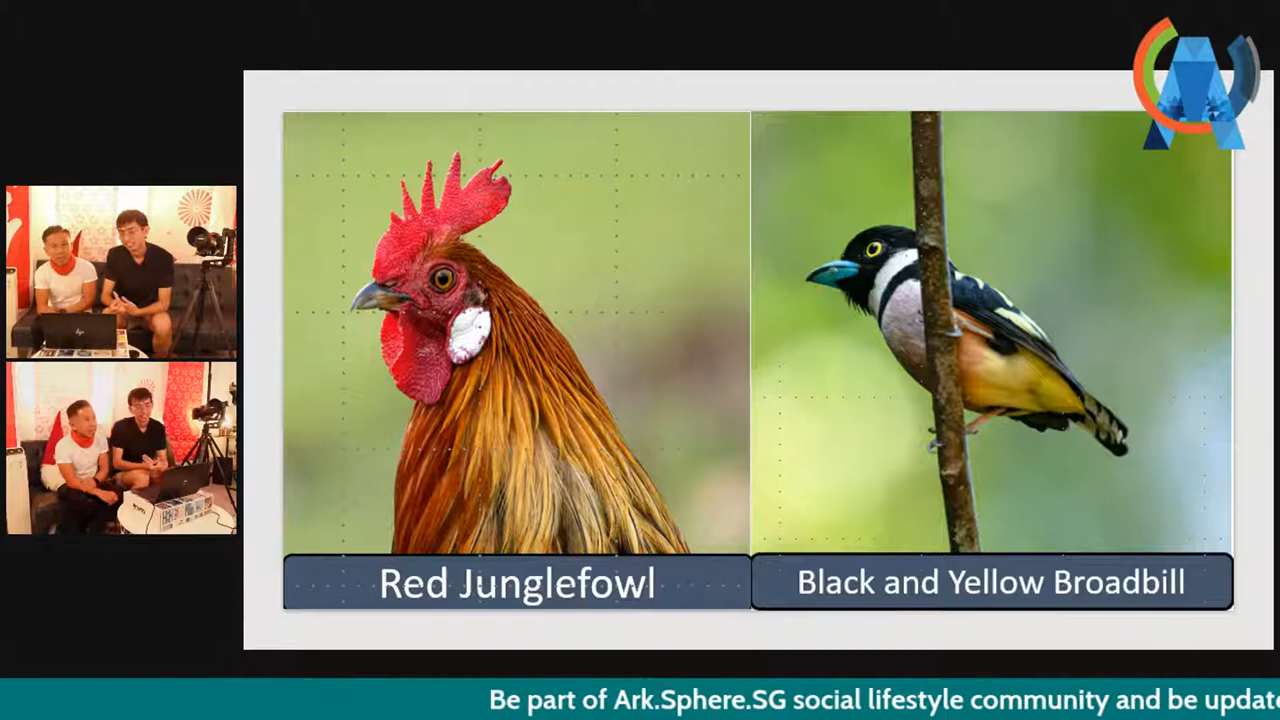 Red Junglefowl
Black and Yellow Broadbill
Be part of Ark.Sphere.SG social lifestyle community and be updat